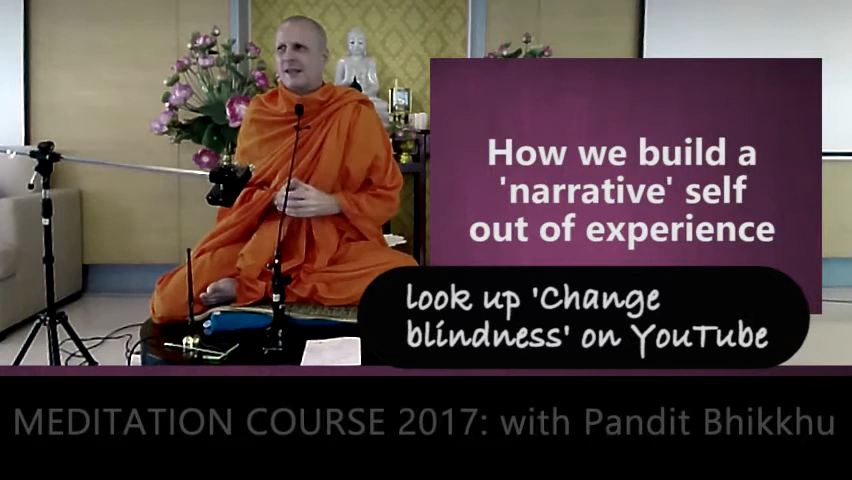 How we build a
'narrative' self
out of experience
look up 'Change
blindness' on YouTube
MEDITATION COURSE 2017: with Pandit Bhikkhu